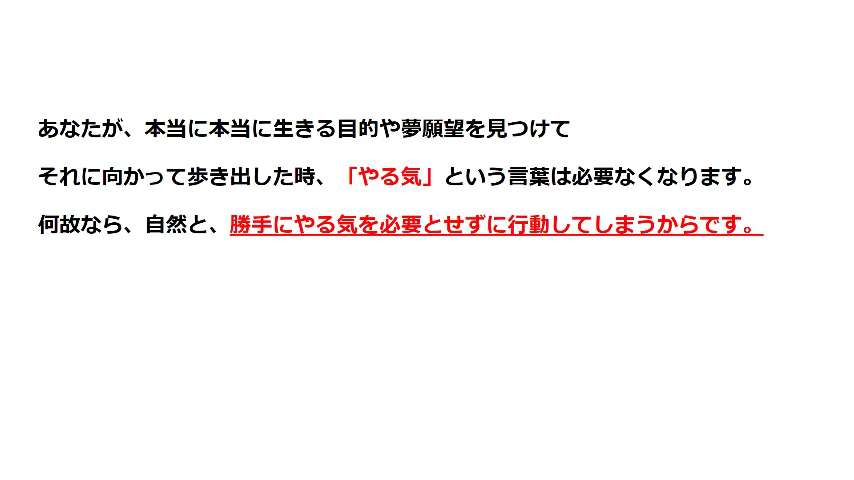 あなたが、本当に本当に生きる目的や夢願望を見つけて
それに向かって歩き出した時、「やる気」という言葉は必要なくなります。
何故なら、自然と、勝手にやる気を必要とせずに行動してしまうからです。